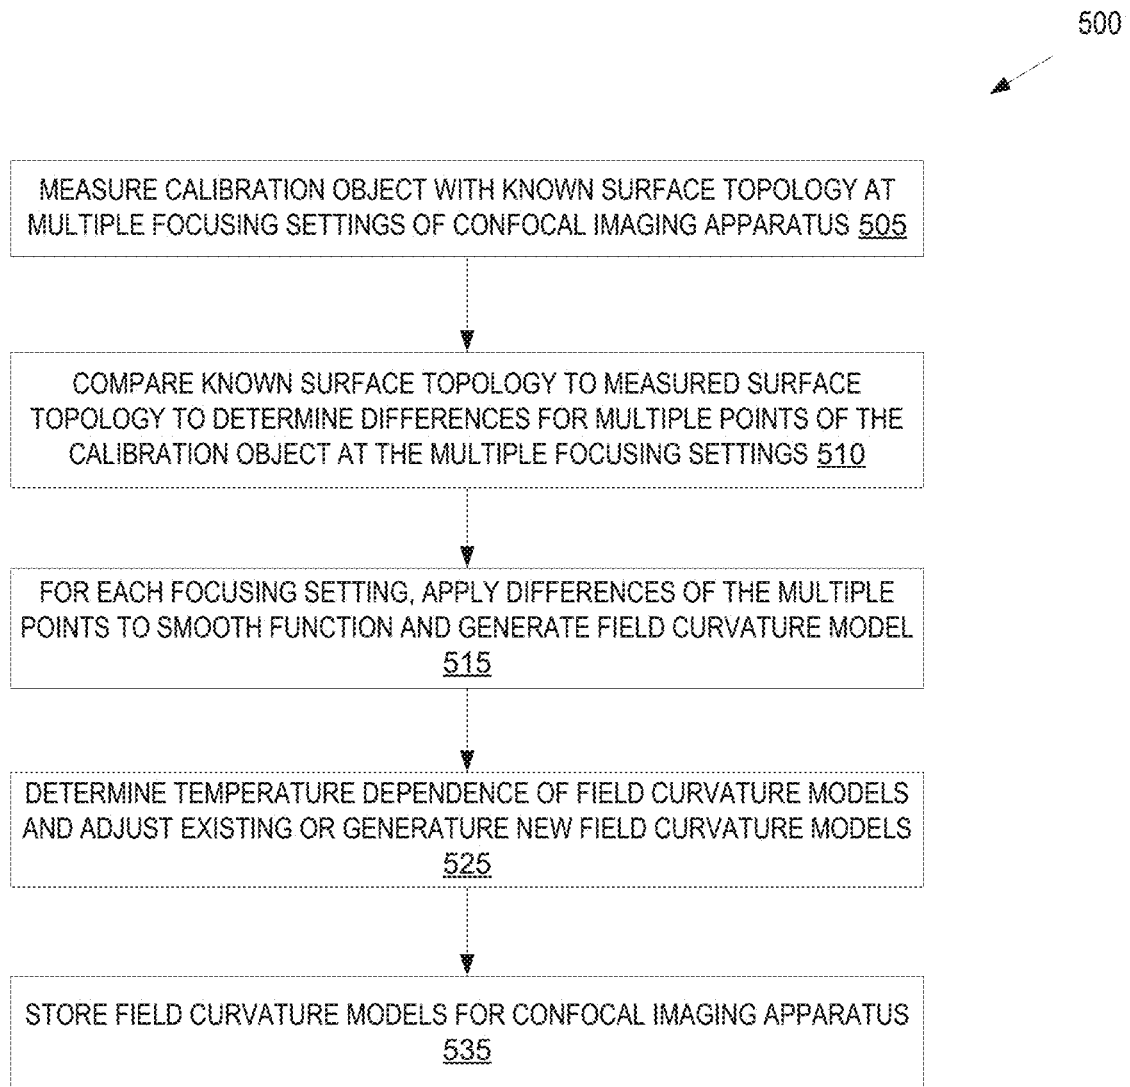 500
MEASURE CALIBRATION OBJECT WITH KNOWN SURFACE TOPOLOGY AT
MULTIPLE FOCUSING SETTINGS OF CONFOCAL IMAGING APPARATUS 505
COMPARE KNOWN SURFACE TOPOLOGY TO MEASURED SURFACE
TOPOLOGY TO DETERMINE DIFFERENCES FOR MULTIPLE POINTS OF THE
CALIBRATION OBJECT AT THE MULTIPLE FOCUSING SETTINGS 510
FOR EACH FOCUSING SETTING, APPLY DIFFERENCES OF THE MULTIPLE
POINTS TO SMOOTH FUNCTION AND GENERATE FIELD CURVATURE MODEL
515
DETERMINE TEMPERATURE DEPENDENCE OF FIELD CURVATURE MODELS
AND ADJUST EXISTING OR GENERATURE NEW FIELD CURVATURE MODELS
525
STORE FIELD CURVATURE MODELS FOR CONFOCAL IMAGING APPARATUS
535